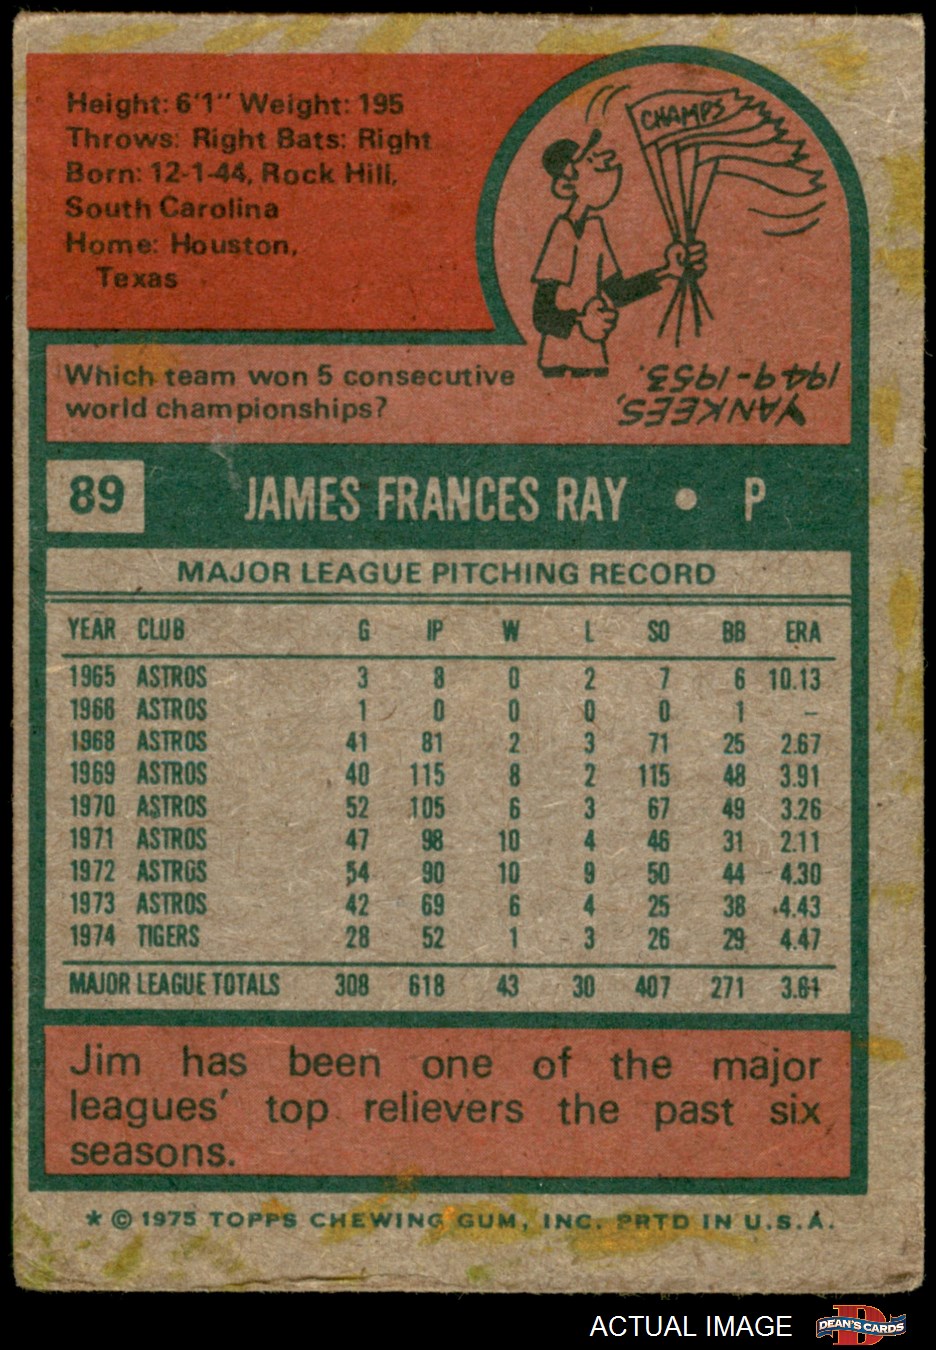 Height: 6'1" Weight: 195
Throws: Right Bats: Right
Born: 12-1-44, Rock Hill,
South Carolina
Home: Houston,
Texas
CHAMPS
Which team won 5 consecutive
world championships?
YANKEES,
1949-1953.
89 JAMES FRANCES RAY • P
MAJOR LEAGUE PITCHING RECORD
YEAR CLUB G IP W L SO BB ERA
1965 ASTROS 3 8 0 2 7 6 10.13
1966 ASTROS 1 0 0 0 0 1 –
1968 ASTROS 41 81 2 3 71 25 2.67
1969 ASTROS 40 115 8 2 115 48 3.91
1970 ASTROS 52 105 6 3 67 49 3.26
1971 ASTROS 47 98 10 4 46 31 2.11
1972 ASTROS 54 90 10 9 50 44 4.30
1973 ASTROS 42 69 6 4 25 38 4.43
1974 TIGERS 28 52 1 3 26 29 4.47
MAJOR LEAGUE TOTALS 308 618 43 30 407 271 3.61
Jim has been one of the major
leagues' top relievers the past six
seasons.
* © 1975 TOPPS CHEWING GUM, INC. PRTD IN U.S.A.
ACTUAL IMAGE
DEAN'S CARDS